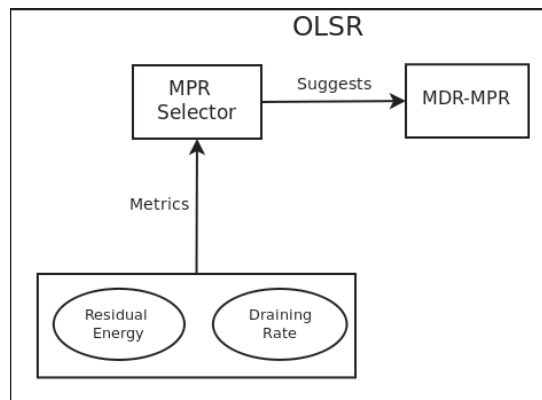 OLSR
MPR
Selector
Suggests
MDR-MPR
Metrics
Residual
Energy
Draining
Rate